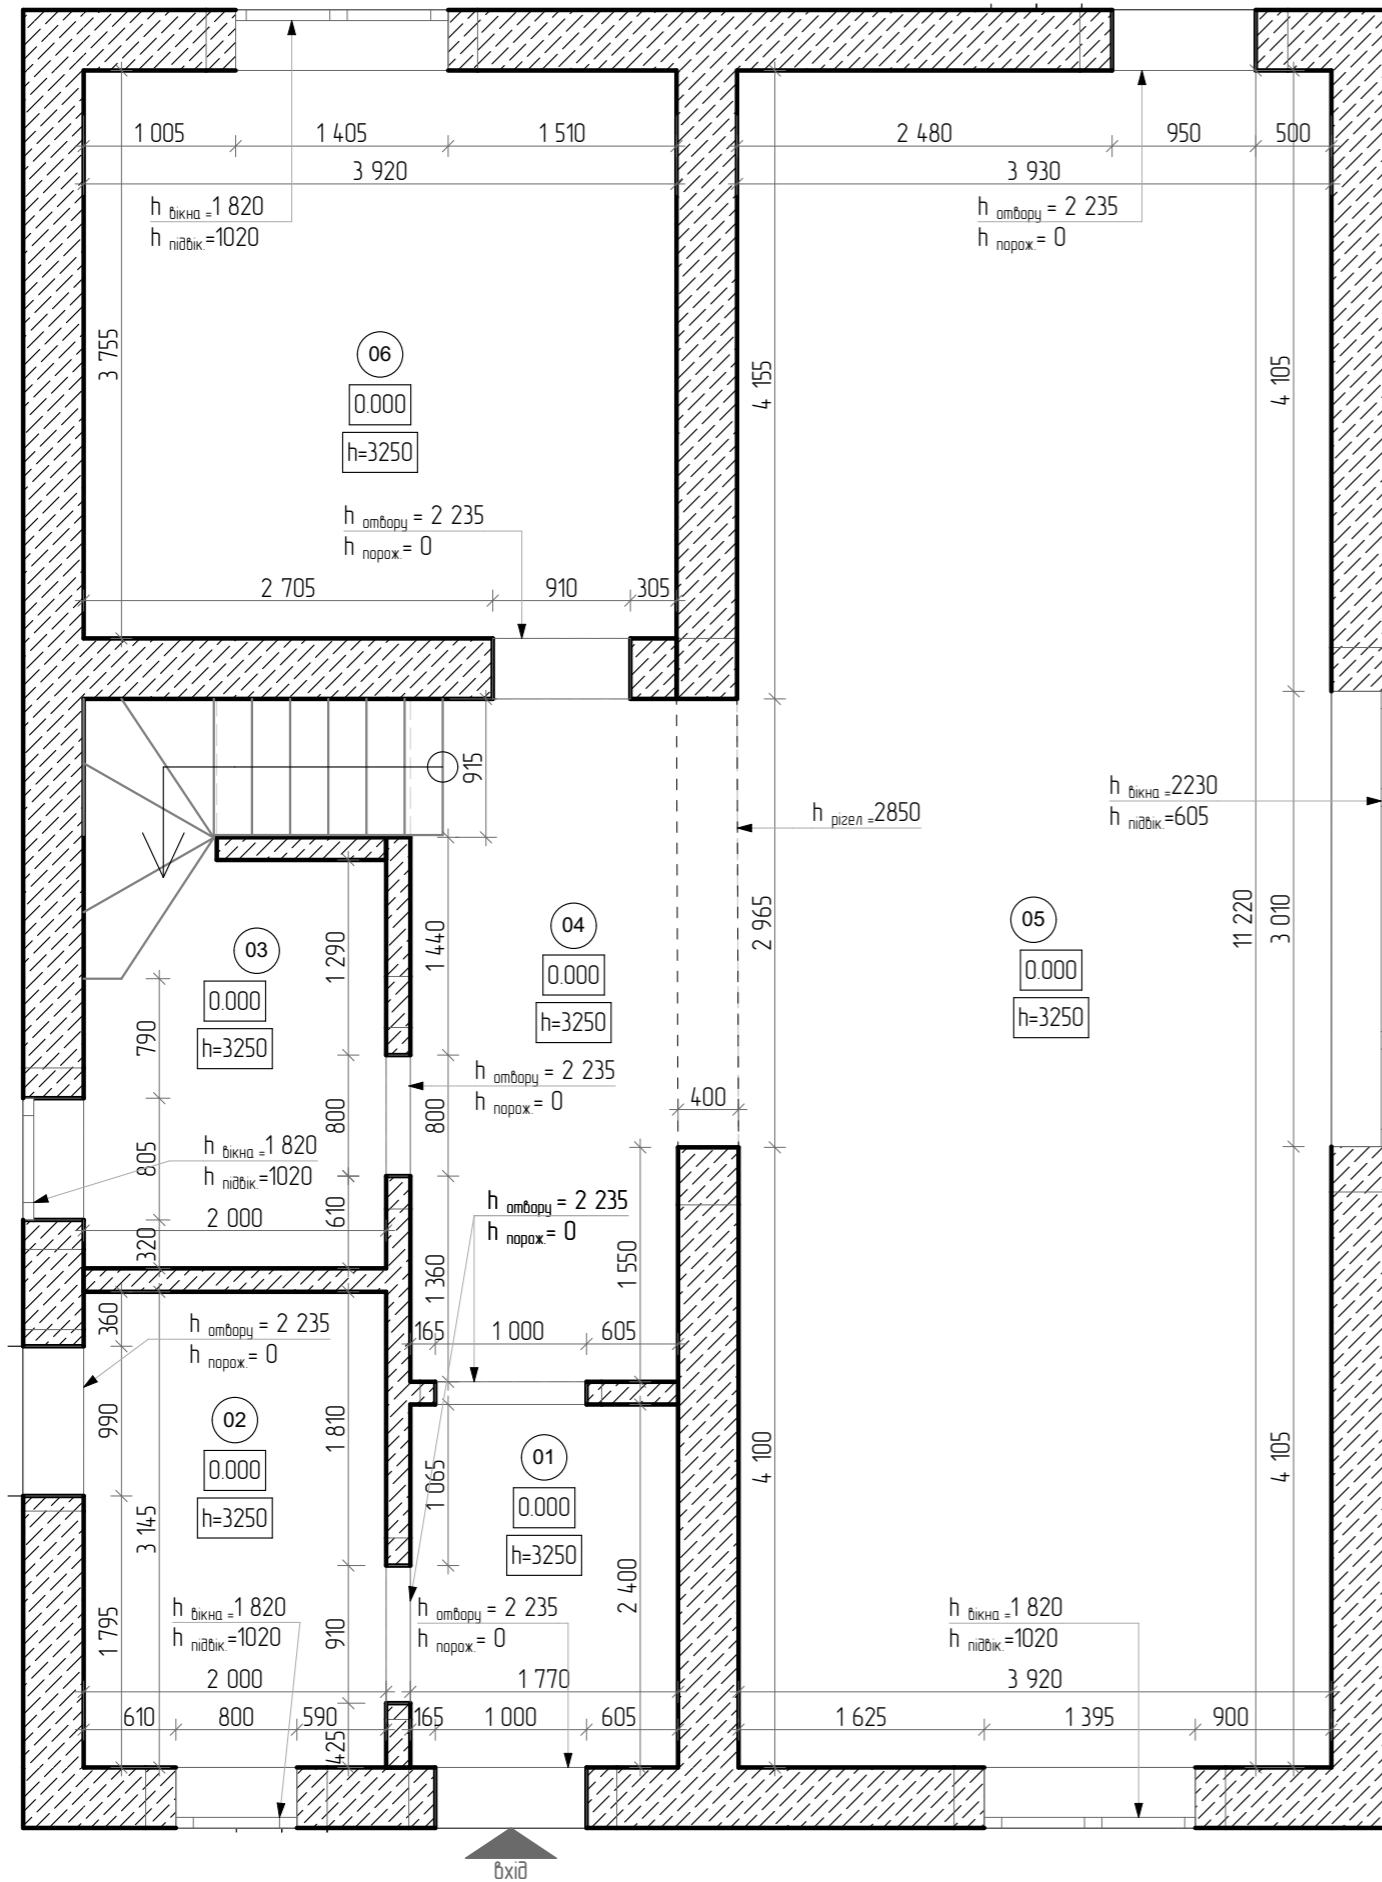 1 005 1 405 1 510
3 920
h вікна =1 820
h підвік.=1020
2 480 950 500
3 930
h отвору = 2 235
h порож.= 0
3 755
4 155
4 105
06
0.000
h=3250
h отвору = 2 235
h порож.= 0
2 705 910 305
915
h рігел =2850
h вікна =2230
h підвік.=605
2 965
11 220
3 010
03
0.000
h=3250
1 290
1 440
04
0.000
h=3250
05
0.000
h=3250
790
h отвору = 2 235
h порож.= 0
800
800
400
805
h вікна =1 820
h підвік.=1020
2 000
320
610
h отвору = 2 235
h порож.= 0
1 360
1 550
360
h отвору = 2 235
h порож.= 0
165 1 000 605
990
02
0.000
h=3250
1 810
3 145
1 065
01
0.000
h=3250
4 100
4 105
1 795
h вікна =1 820
h підвік.=1020
910
h отвору = 2 235
h порож.= 0
2 400
h вікна =1 820
h підвік.=1020
2 000
1 770
3 920
610 800 590
425
165 1 000 605
1 625 1 395 900
вхід